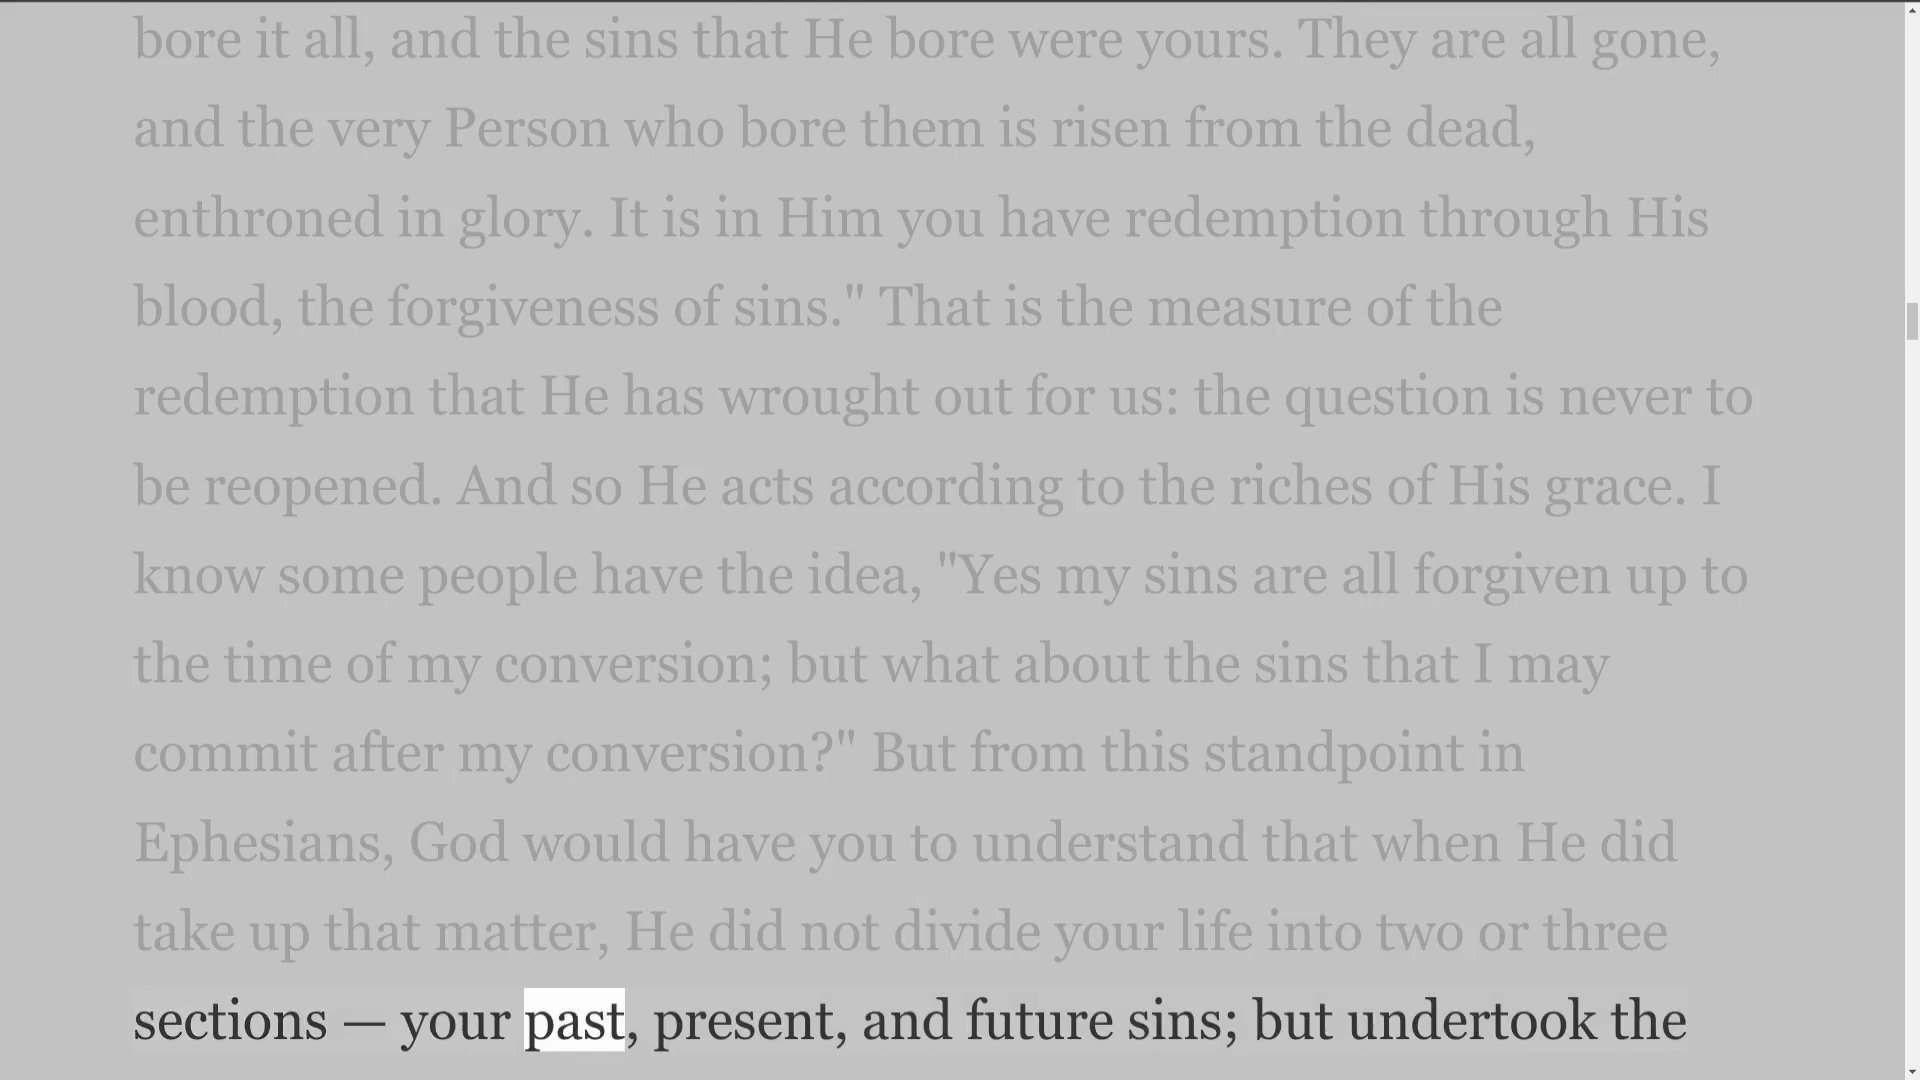 bore it all, and the sins that He bore were yours. They are all gone,
and the very Person who bore them is risen from the dead,
enthroned in glory. It is in Him you have redemption through His
blood, the forgiveness of sins." That is the measure of the
redemption that He has wrought out for us: the question is never to
be reopened. And so He acts according to the riches of His grace. I
know some people have the idea, "Yes my sins are all forgiven up to
the time of my conversion; but what about the sins that I may
commit after my conversion?" But from this standpoint in
Ephesians, God would have you to understand that when He did
take up that matter, He did not divide your life into two or three
sections — your past, present, and future sins; but undertook the